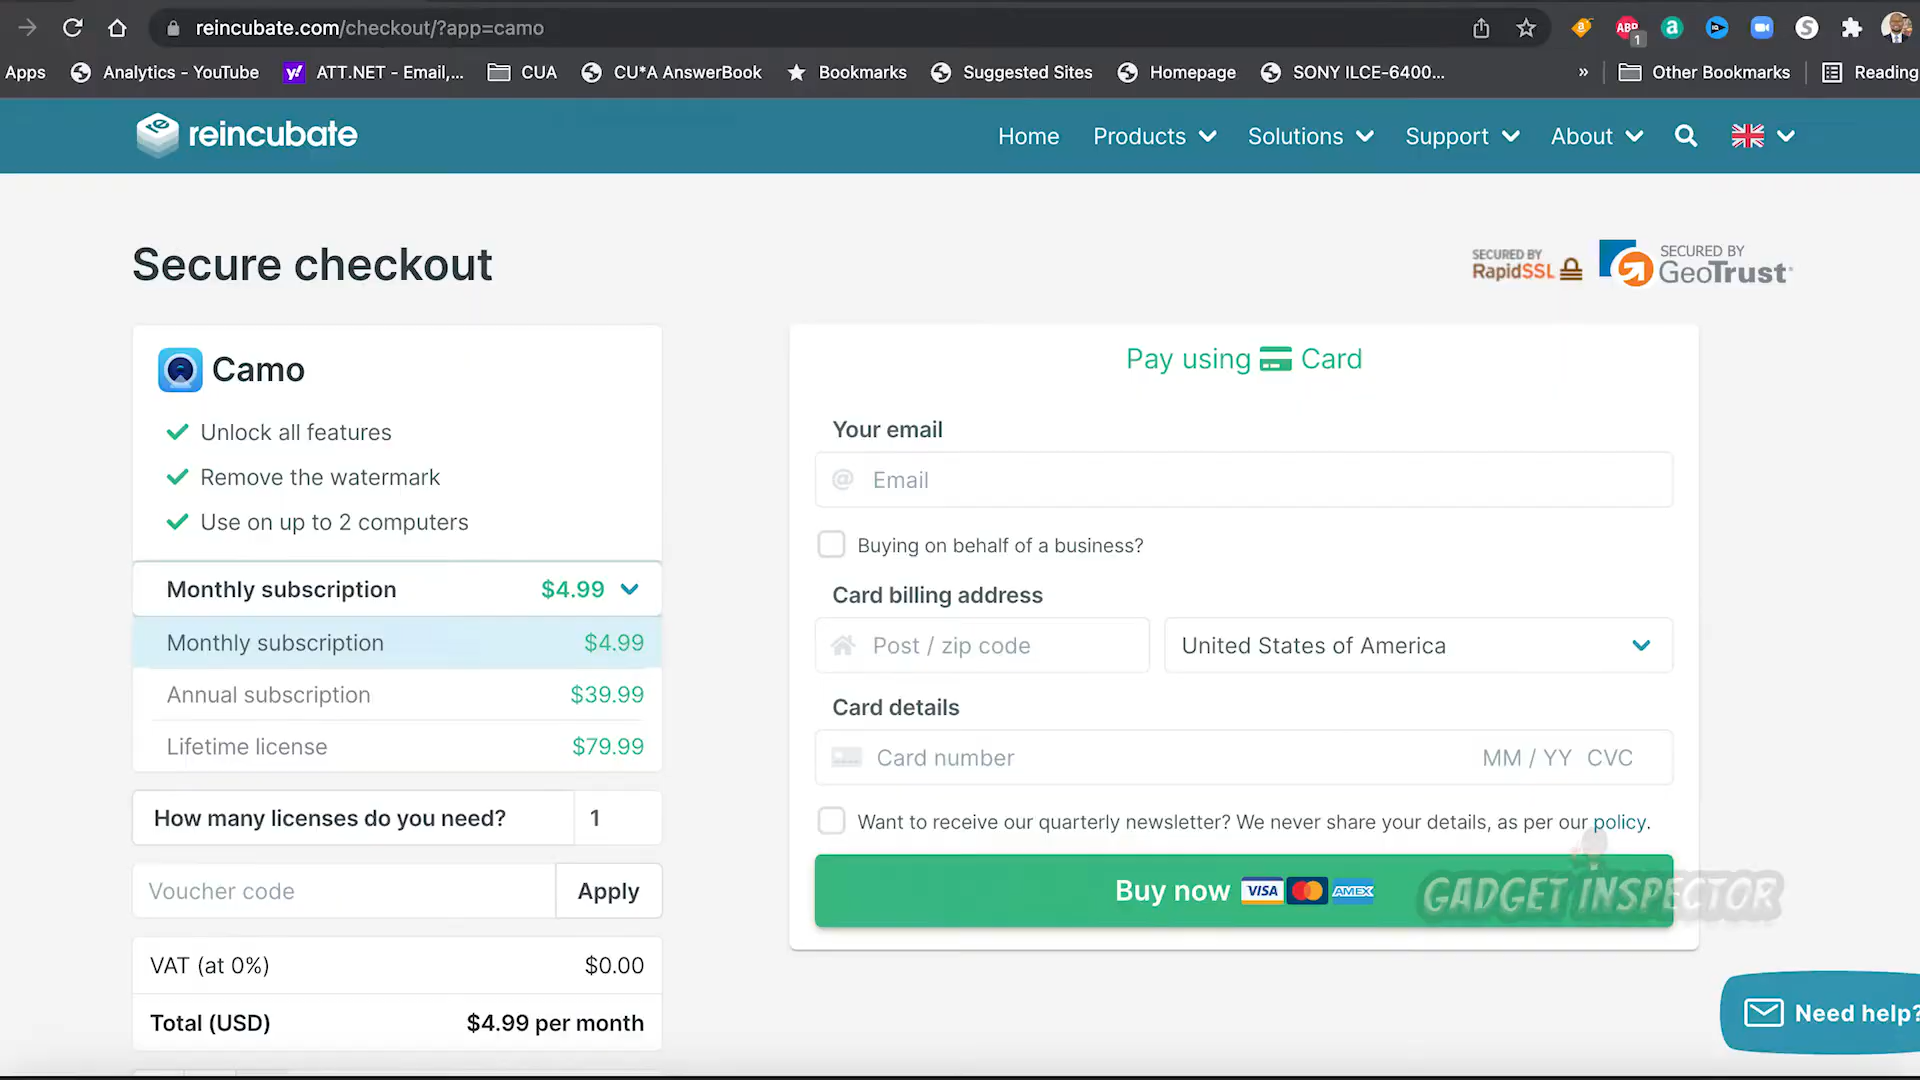 reincubate.com/checkout/?app=camo
ABP
1
a
S
Apps
Analytics - YouTube
y!
ATT.NET - Email,...
CUA
CU*A AnswerBook
Bookmarks
Suggested Sites
Homepage
SONY ILCE-6400...
»
Other Bookmarks
Reading
re
reincubate
Home
Products
Solutions
Support
About
Secure checkout
SECURED BY
RapidSSL
SECURED BY
GeoTrust
Camo
Unlock all features
Remove the watermark
Use on up to 2 computers
Monthly subscription $4.99
Monthly subscription $4.99
Annual subscription $39.99
Lifetime license $79.99
How many licenses do you need? 1
Voucher code Apply
VAT (at 0%) $0.00
Total (USD) $4.99 per month
Pay using Card
Your email
@ Email
Buying on behalf of a business?
Card billing address
Post / zip code
United States of America
Card details
Card number MM / YY CVC
Want to receive our quarterly newsletter? We never share your details, as per our policy.
Buy now VISA AMEX
GADGET INSPECTOR
Need help?